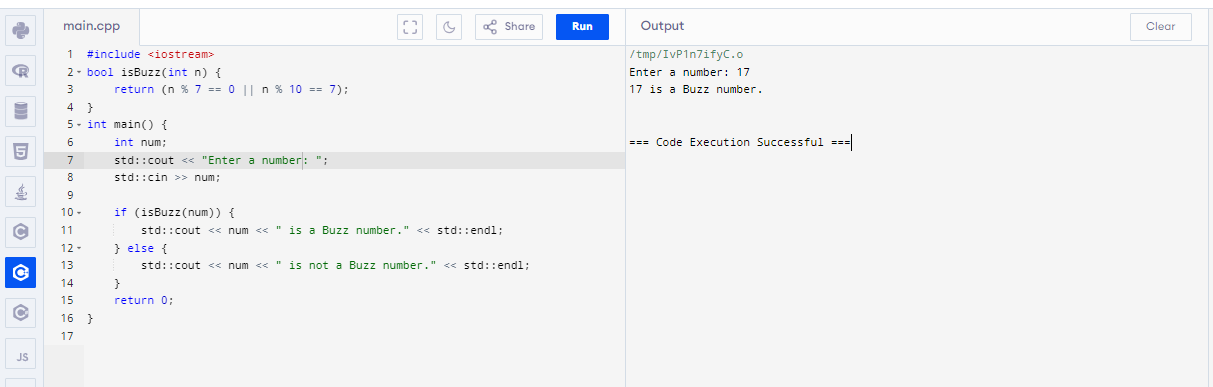 main.cpp
Share
Run
Output
Clear
1 #include <iostream>
2 bool isBuzz(int n) {
3     return (n % 7 == 0 || n % 10 == 7);
4 }
5 int main() {
6     int num;
7     std::cout << "Enter a number: ";
8     std::cin >> num;
9
10     if (isBuzz(num)) {
11         std::cout << num << " is a Buzz number." << std::endl;
12     } else {
13         std::cout << num << " is not a Buzz number." << std::endl;
14     }
15     return 0;
16 }
17
/tmp/IvP1n7ifyC.o
Enter a number: 17
17 is a Buzz number.
=== Code Execution Successful ===
R
5
C
C
C
JS